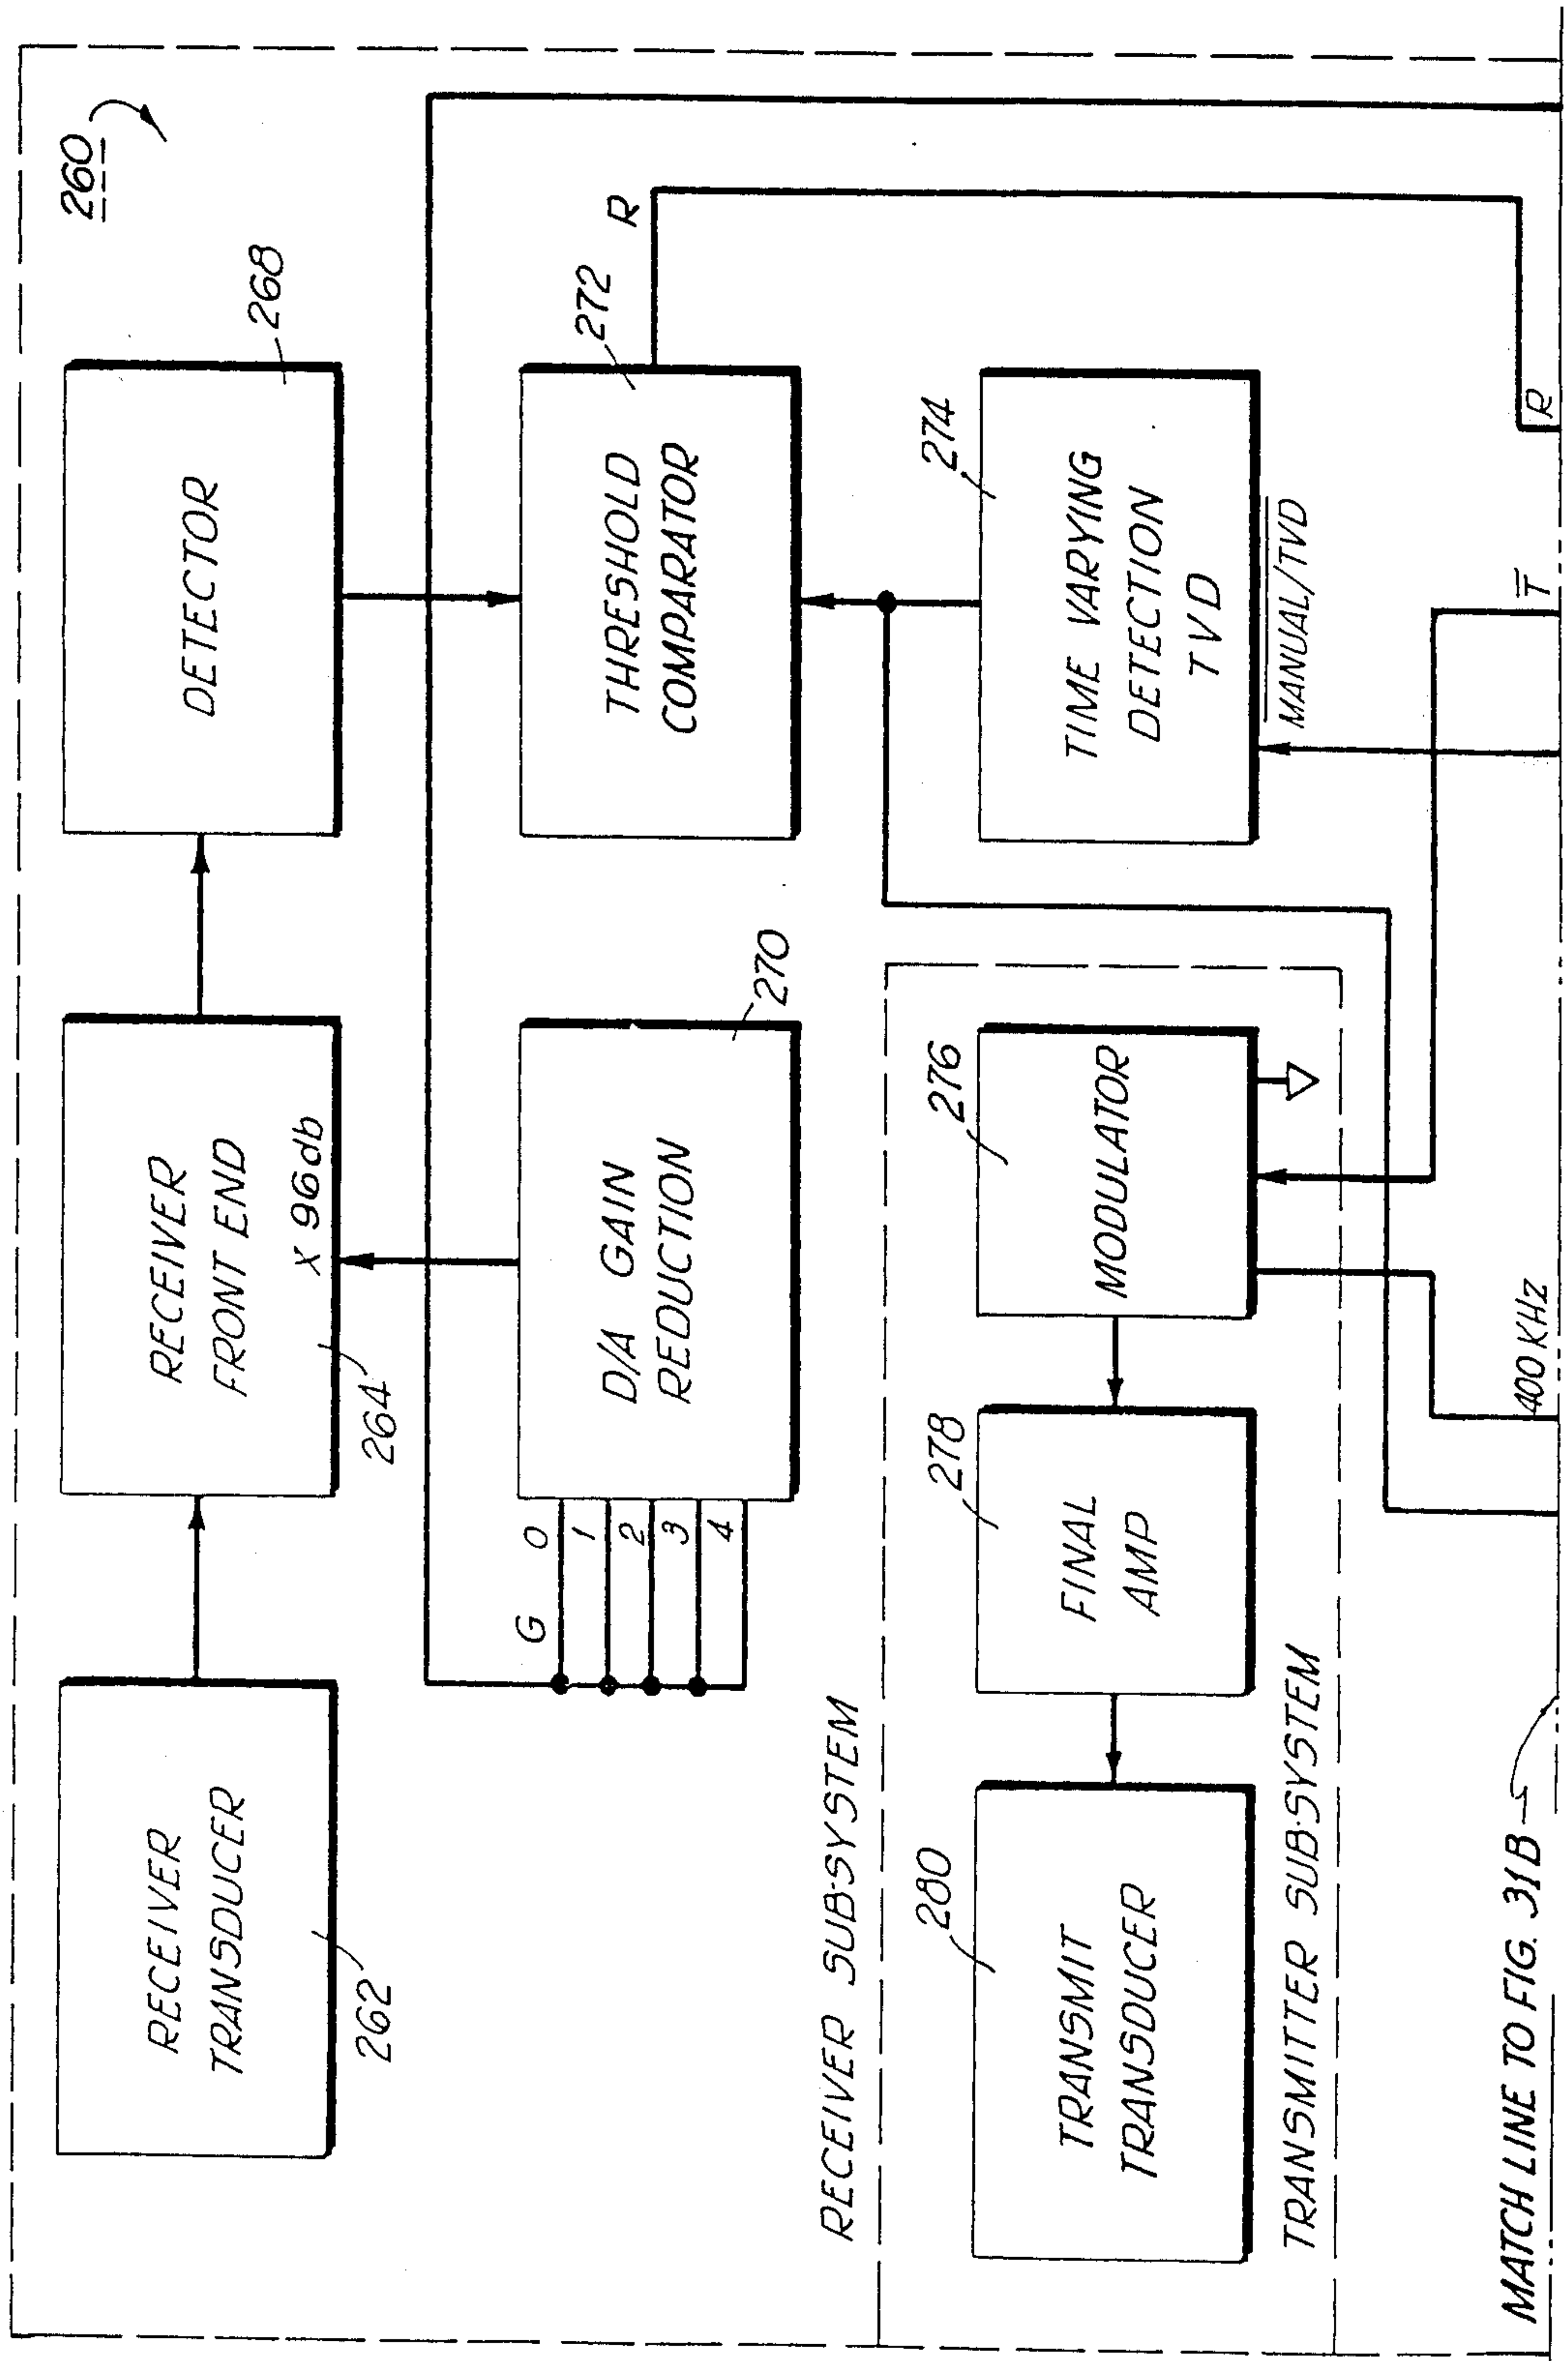 260
RECEIVER
TRANSDUCER
262
RECEIVER
FRONT END
X 96db
264
DETECTOR
268
G
0
1
2
3
4
D/A GAIN
REDUCTION
270
THRESHOLD
COMPARATOR
272
R
TIME VARYING
DETECTION
TVD
274
MANUAL/TVD
RECEIVER SUB-SYSTEM
TRANSMIT
TRANSDUCER
280
FINAL
AMP
278
MODULATOR
276
TRANSMITTER SUB-SYSTEM
400 KHz
T̅
R
MATCH LINE TO FIG. 31B